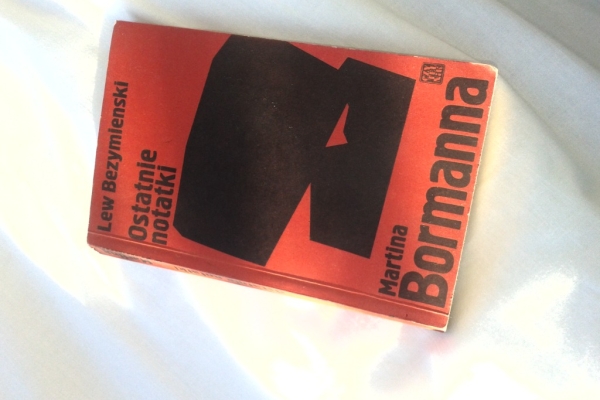 Lew Bezymienski
Ostatnie
notatki
Martina
Bormanna